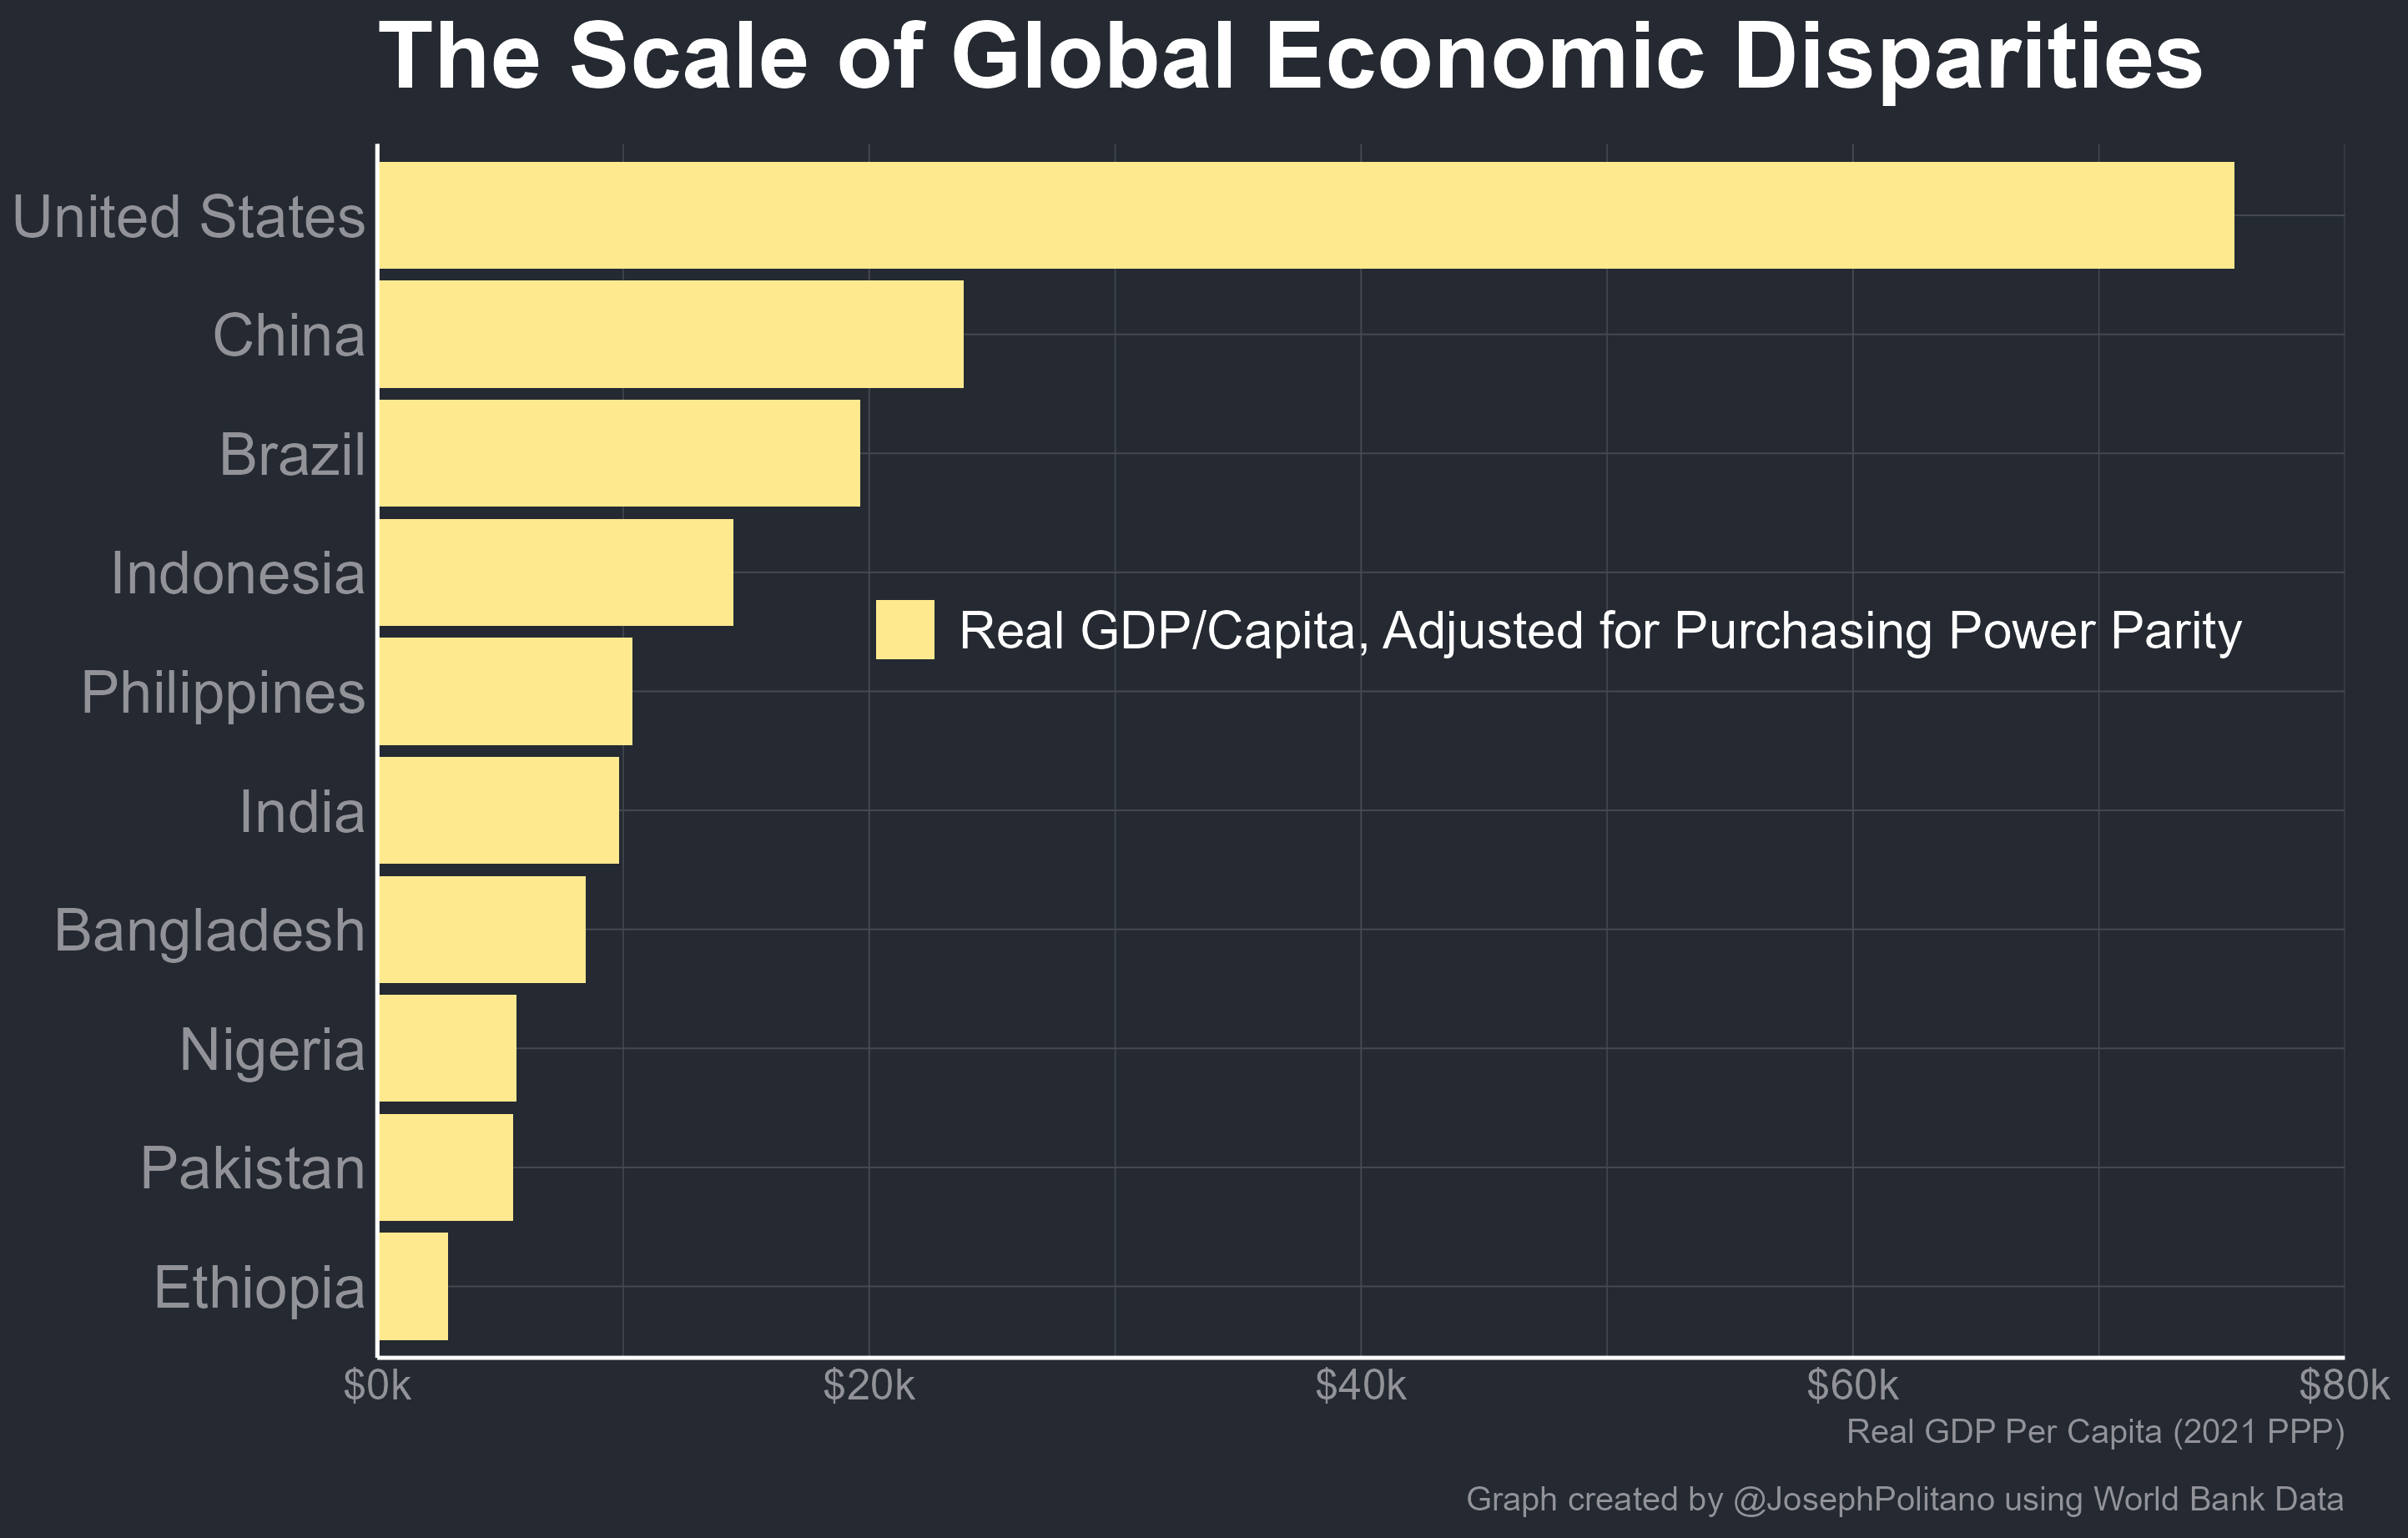 The Scale of Global Economic Disparities
United States
China
Brazil
Indonesia
Real GDP/Capita, Adjusted for Purchasing Power Parity
Philippines
India
Bangladesh
Nigeria
Pakistan
Ethiopia
$0k $20k $40k $60k $80k
Real GDP Per Capita (2021 PPP)
Graph created by @JosephPolitano using World Bank Data